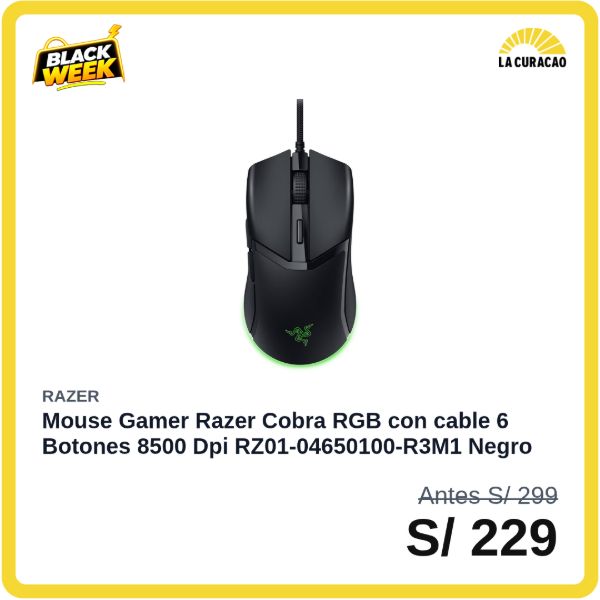 BLACK
WEEK
LA CURACAO
RAZER
Mouse Gamer Razer Cobra RGB con cable 6
Botones 8500 Dpi RZ01-04650100-R3M1 Negro
Antes S/ 299
S/ 229